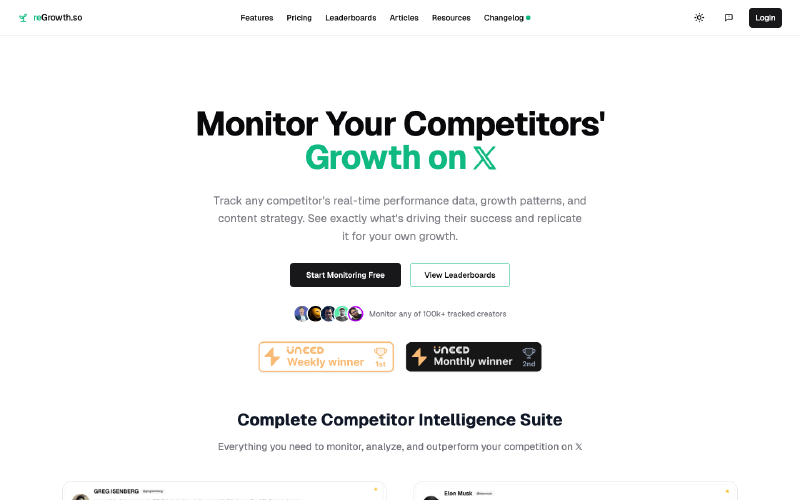 reGrowth.so
Features Pricing Leaderboards Articles Resources Changelog
Login
Monitor Your Competitors'
Growth on 𝕏
Track any competitor's real-time performance data, growth patterns, and
content strategy. See exactly what's driving their success and replicate
it for your own growth.
Start Monitoring Free
View Leaderboards
Monitor any of 100k+ tracked creators
UNEED
Weekly winner
1st
UNEED
Monthly winner
2nd
Complete Competitor Intelligence Suite
Everything you need to monitor, analyze, and outperform your competition on 𝕏
GREG ISENBERG
Elon Musk